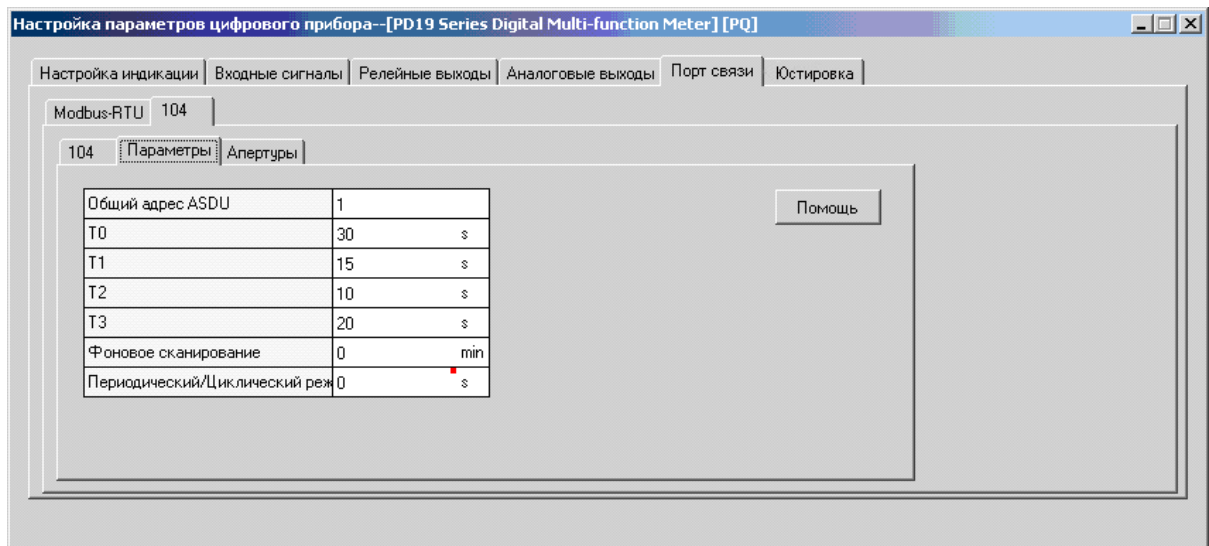 Настройка параметров цифрового прибора--[PD19 Series Digital Multi-function Meter] [PQ]
Настройка индикации Входные сигналы Релейные выходы Аналоговые выходы Порт связи Юстировка
Modbus-RTU 104
104 Параметры Апертуры
Общий адрес ASDU 1
Помощь
T0 30 s
T1 15 s
T2 10 s
T3 20 s
Фоновое сканирование 0 min
Периодический/Циклический реж 0 s